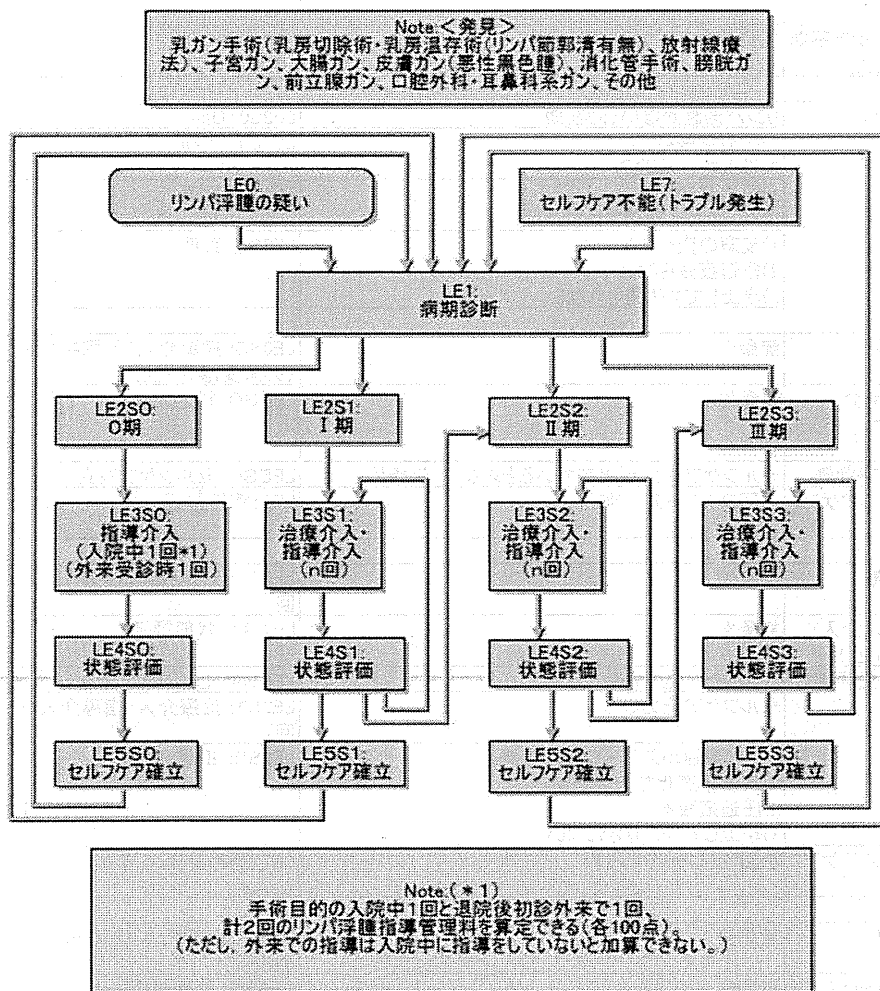 Note:<発見>
乳ガン手術(乳房切除術・乳房温存術(リンパ節郭清有無)、放射線療
法)、子宮ガン、大腸ガン、皮膚ガン(悪性黒色腫)、消化管手術、膀胱ガ
ン、前立腺ガン、口腔外科・耳鼻科系ガン、その他
LE0:
リンパ浮腫の疑い
LE7:
セルフケア不能(トラブル発生)
LE1:
病期診断
LE2S0:
0期
LE2S1:
Ⅰ期
LE2S2:
Ⅱ期
LE2S3:
Ⅲ期
LE3S0:
指導介入
(入院中1回*1)
(外来受診時1回)
LE3S1:
治療介入・
指導介入
(n回)
LE3S2:
治療介入・
指導介入
(n回)
LE3S3:
治療介入・
指導介入
(n回)
LE4S0:
状態評価
LE4S1:
状態評価
LE4S2:
状態評価
LE4S3:
状態評価
LE5S0:
セルフケア確立
LE5S1:
セルフケア確立
LE5S2:
セルフケア確立
LE5S3:
セルフケア確立
Note:(*1)
手術目的の入院中1回と退院後初診外来で1回、
計2回のリンパ浮腫指導管理料を算定できる(各100点)。
(ただし、外来での指導は入院中に指導をしていないと加算できない。)